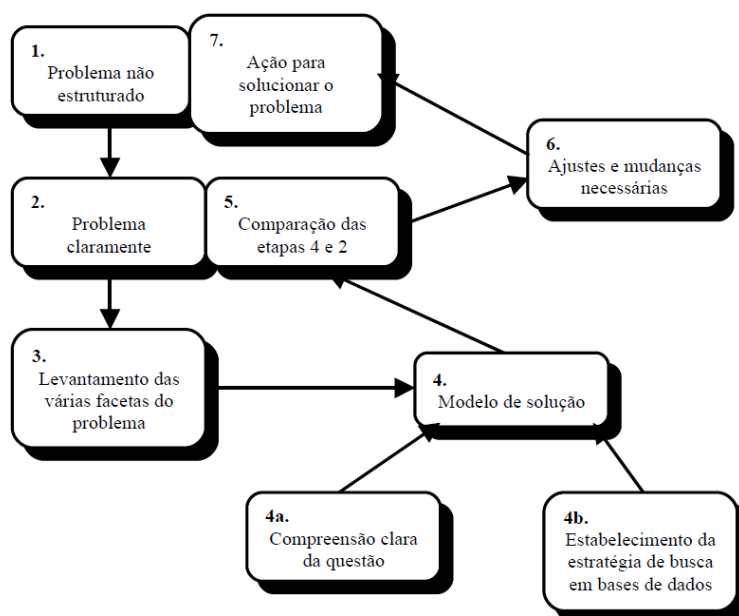 1.
Problema não
estruturado
2.
Problema
claramente
3.
Levantamento das
várias facetas do
problema
4.
Modelo de solução
4a.
Compreensão clara
da questão
4b.
Estabelecimento da
estratégia de busca
em bases de dados
5.
Comparação das
etapas 4 e 2
6.
Ajustes e mudanças
necessárias
7.
Ação para
solucionar o
problema